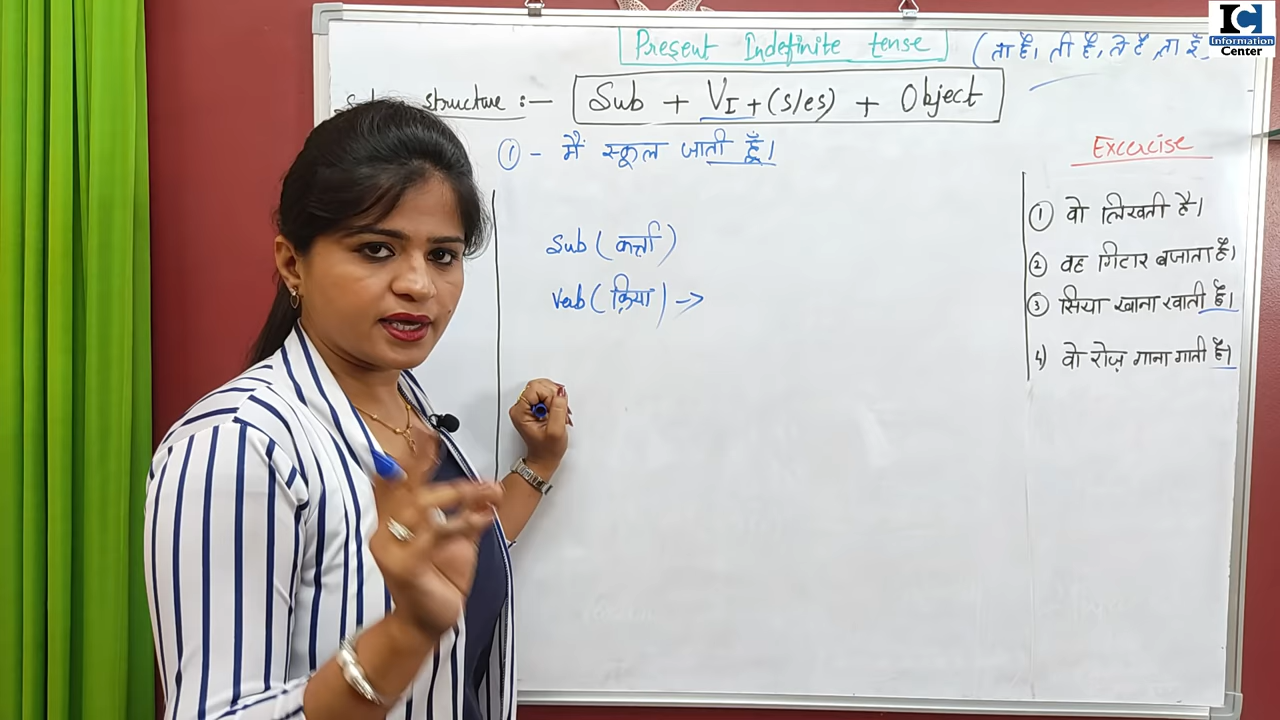 IC
Information
Center
Present Indefinite tense (ता है। ती है, ते हैं, ता हूँ
structure :— Sub + VI + (s/es) + Object
① - मैं स्कूल जाती हूँ।
Sub (कर्त्ता)
Verb (क्रिया) →
Excercise
① वो लिखती है।
② वह गिटार बजाता है।
③ सिया खाना खाती है।
4) वो रोज़ गाना गाती है।